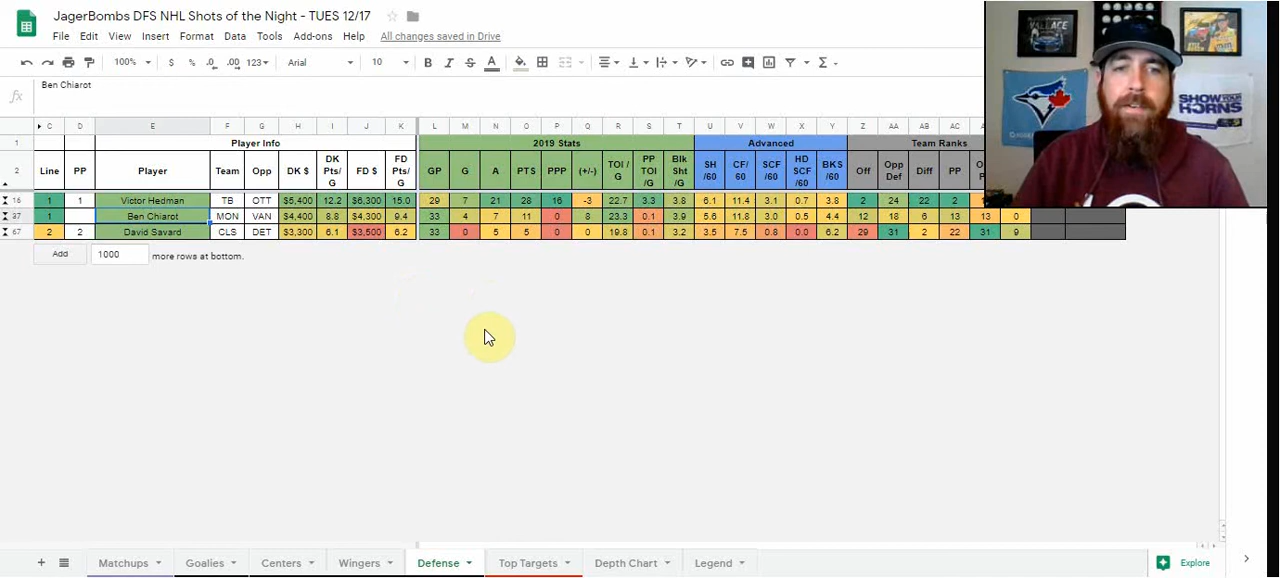 JagerBombs DFS NHL Shots of the Night - TUES 12/17
File Edit View Insert Format Data Tools Add-ons Help All changes saved in Drive
100% $ % .0 .00 123 Arial 10 B I S A
WALLACE
SHOW YOUR HORNS
fx Ben Chiarot
C D E F G H I J K L M N O P Q R S T U V W X Y Z AA AB AC
1 Player Info 2019 Stats Advanced Team Ranks
2 Line PP Player Team Opp DK $ DK Pts/ G FD $ FD Pts/ G GP G A PTS PPP (+/-) TOI / G PP TOI /G Blk Sht /G SH /60 CF/ 60 SCF /60 HD SCF /60 BKS /60 Off Opp Def Diff PP
16 1 1 Victor Hedman TB OTT $5,400 12.2 $6,300 15.0 29 7 21 28 16 -3 22.7 3.3 3.8 6.1 11.4 3.1 0.7 3.8 2 24 22 2
37 1 Ben Chiarot MON VAN $4,400 8.8 $4,300 9.4 33 4 7 11 0 8 23.3 0.1 3.9 5.6 11.8 3.0 0.5 4.4 12 18 6 13 13 0
67 2 2 David Savard CLS DET $3,300 6.1 $3,500 6.2 33 0 5 5 0 0 19.8 0.1 3.2 3.5 7.5 0.8 0.0 6.2 29 31 2 22 31 9
Add 1000 more rows at bottom.
+ Matchups Goalies Centers Wingers Defense Top Targets Depth Chart Legend Explore